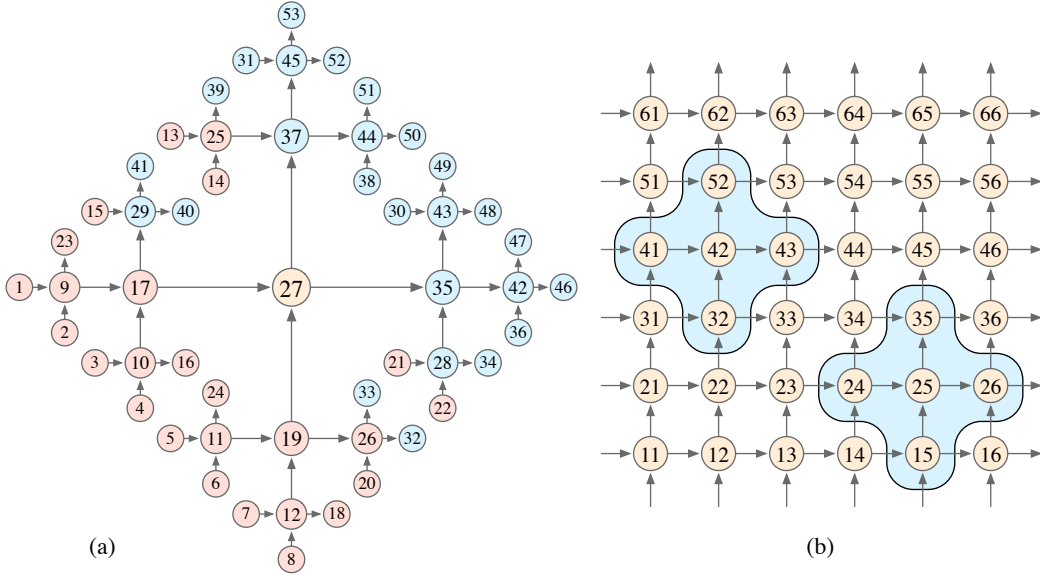 53
31 45 52
39 51
13 25 37 44 50
41 14 38 49
15 29 40 30 43 48
23 47
1 9 17 27 35 42 46
2 36
3 10 16 21 28 34
4 24 33 22
5 11 19 26 32
6 20
7 12 18
8
(a)
61 62 63 64 65 66
51 52 53 54 55 56
41 42 43 44 45 46
31 32 33 34 35 36
21 22 23 24 25 26
11 12 13 14 15 16
(b)